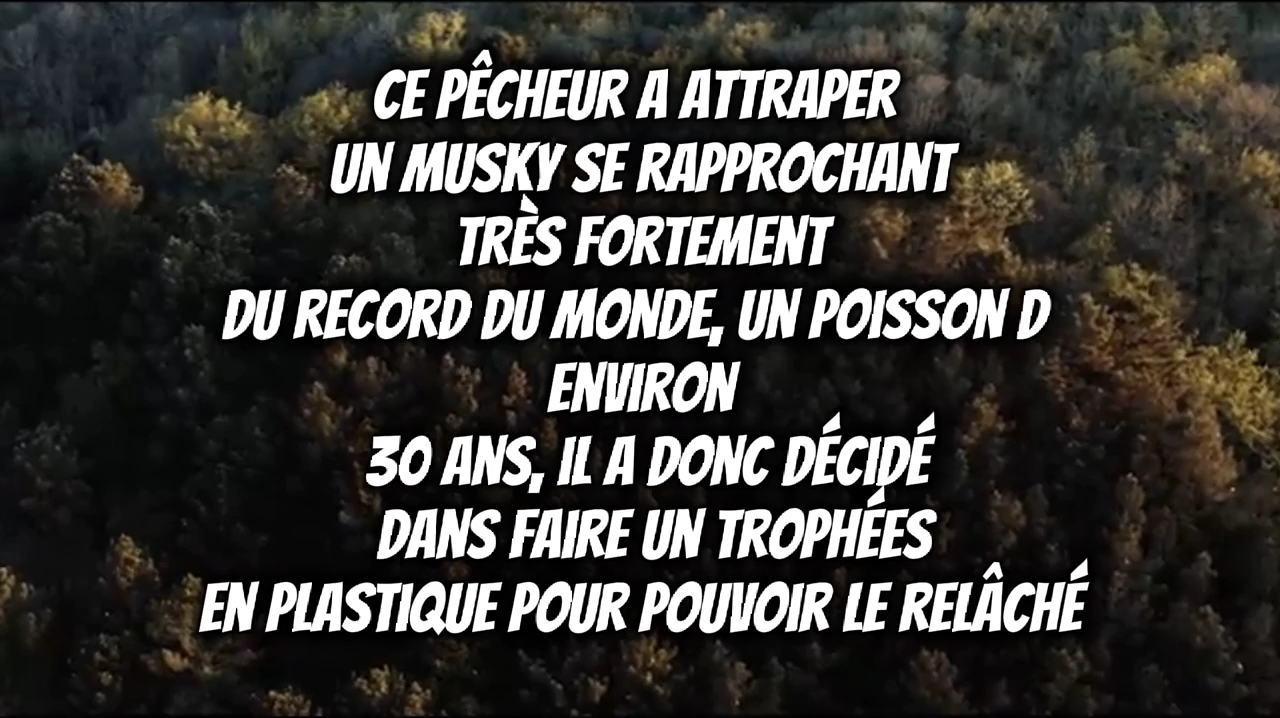 CE PÊCHEUR A ATTRAPER
UN MUSKY SE RAPPROCHANT
TRÈS FORTEMENT
DU RECORD DU MONDE, UN POISSON D
ENVIRON
30 ANS, IL A DONC DÉCIDÉ
DANS FAIRE UN TROPHÉES
EN PLASTIQUE POUR POUVOIR LE RELÂCHÉ